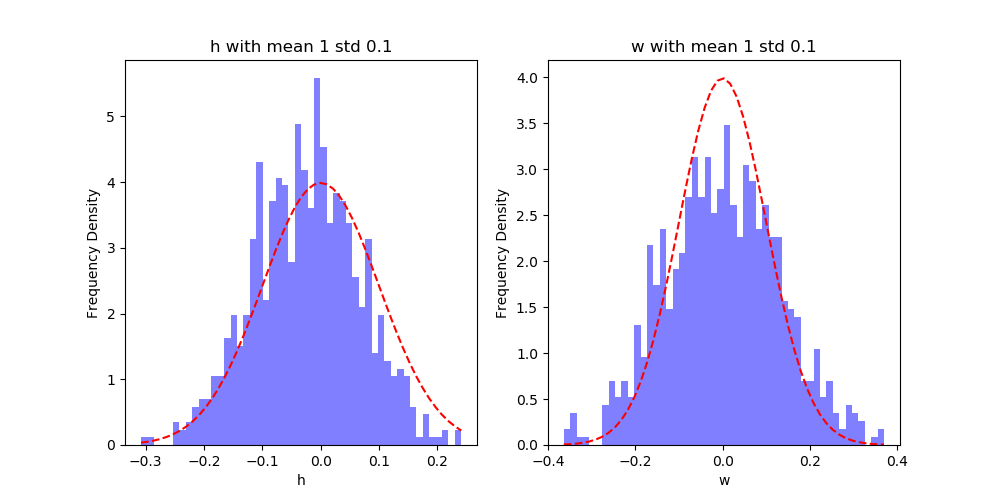 h with mean 1 std 0.1
Frequency Density
5
4
3
2
1
0
−0.3 −0.2 −0.1 0.0 0.1 0.2
h
w with mean 1 std 0.1
Frequency Density
4.0
3.5
3.0
2.5
2.0
1.5
1.0
0.5
0.0
−0.4 −0.2 0.0 0.2 0.4
w